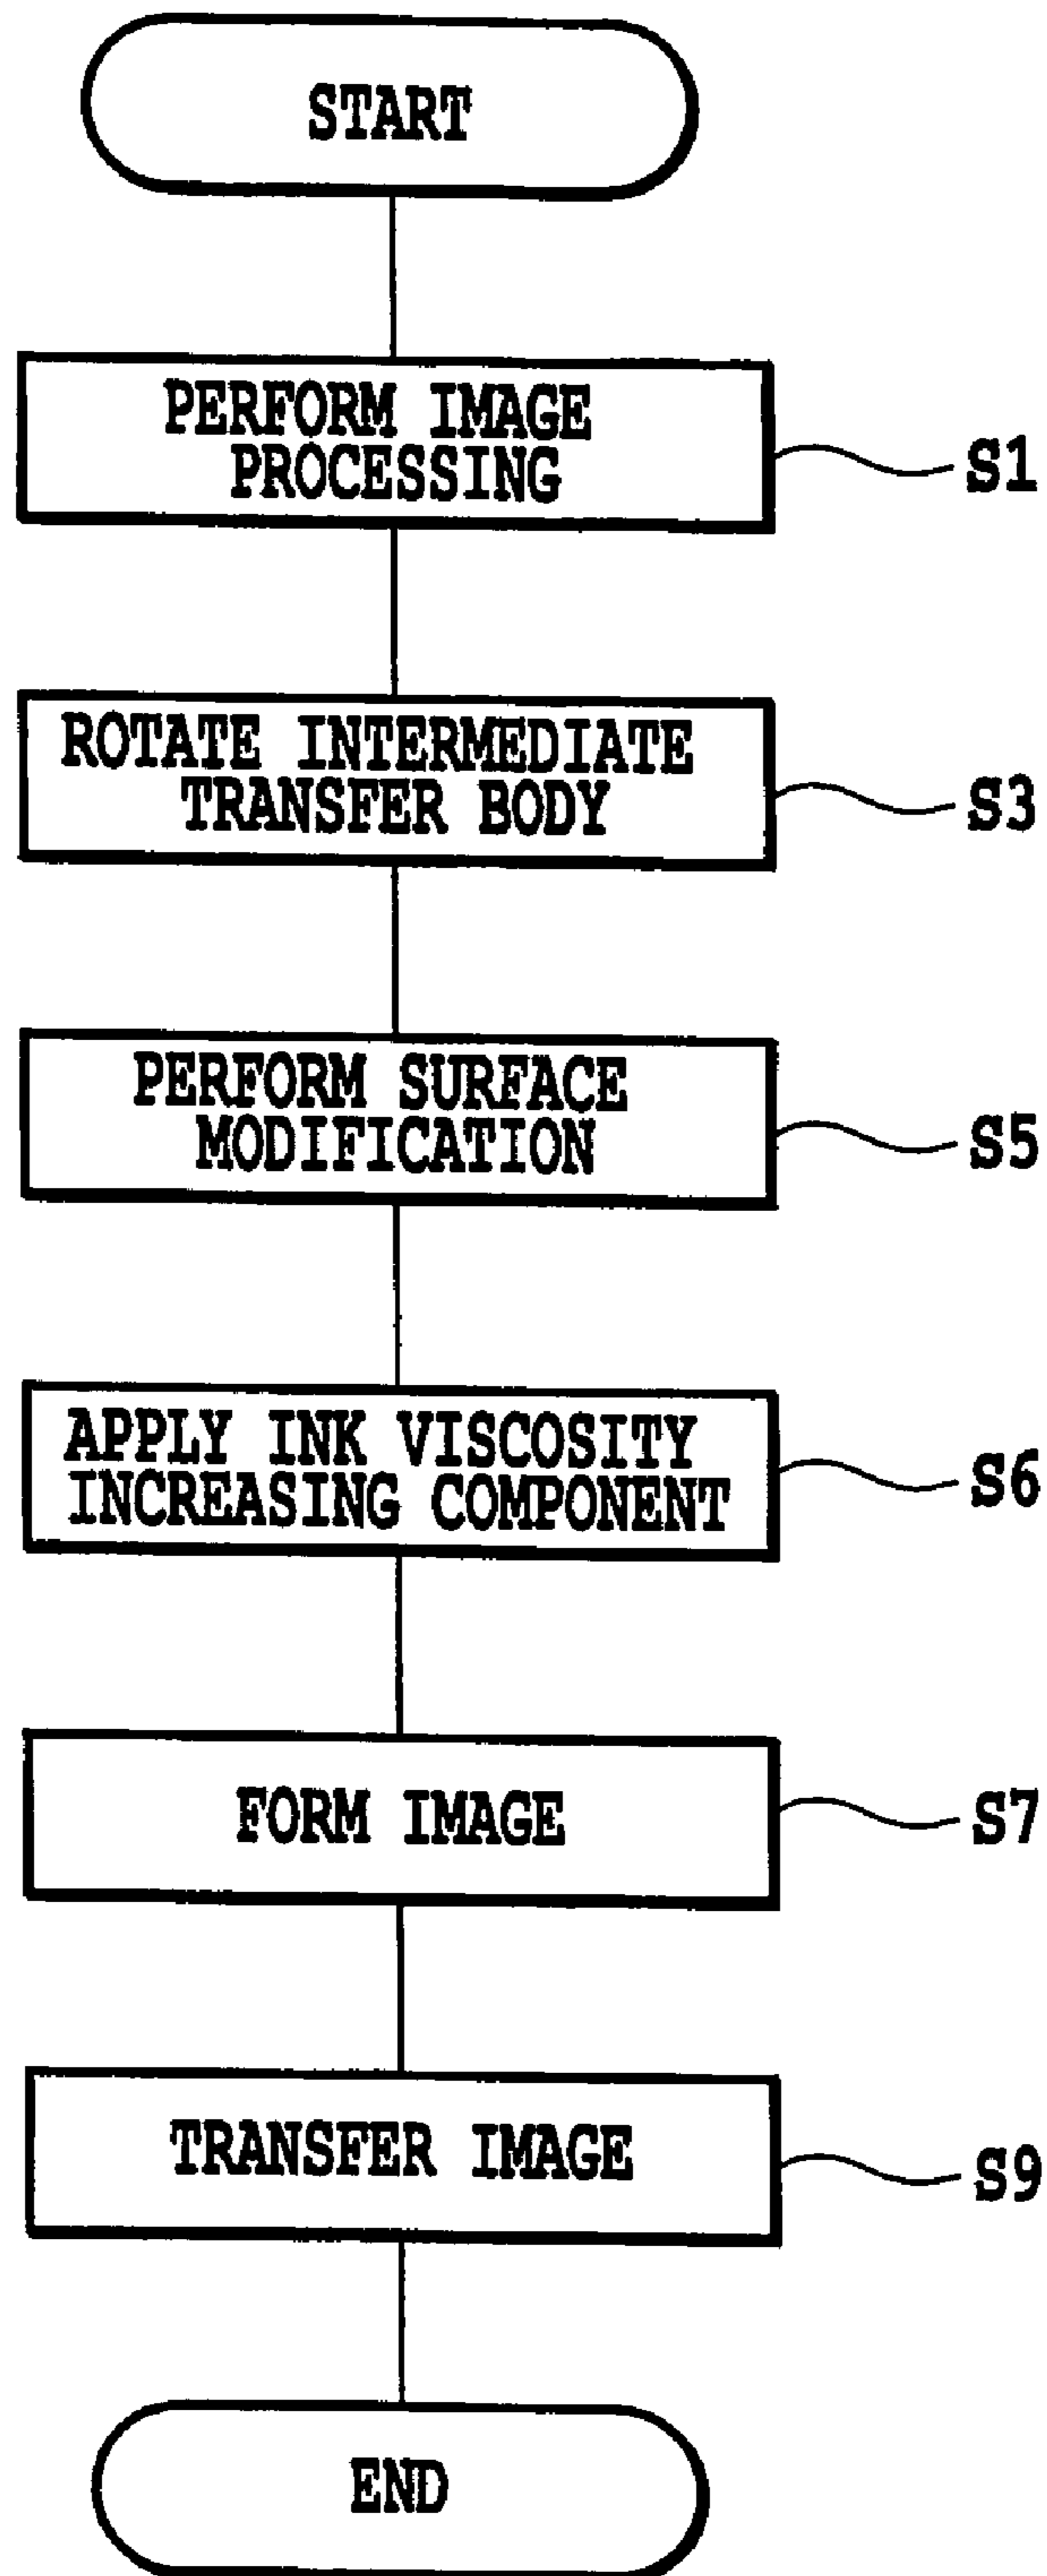 START
PERFORM IMAGE
PROCESSING
S1
ROTATE INTERMEDIATE
TRANSFER BODY
S3
PERFORM SURFACE
MODIFICATION
S5
APPLY INK VISCOSITY
INCREASING COMPONENT
S6
FORM IMAGE
S7
TRANSFER IMAGE
S9
END